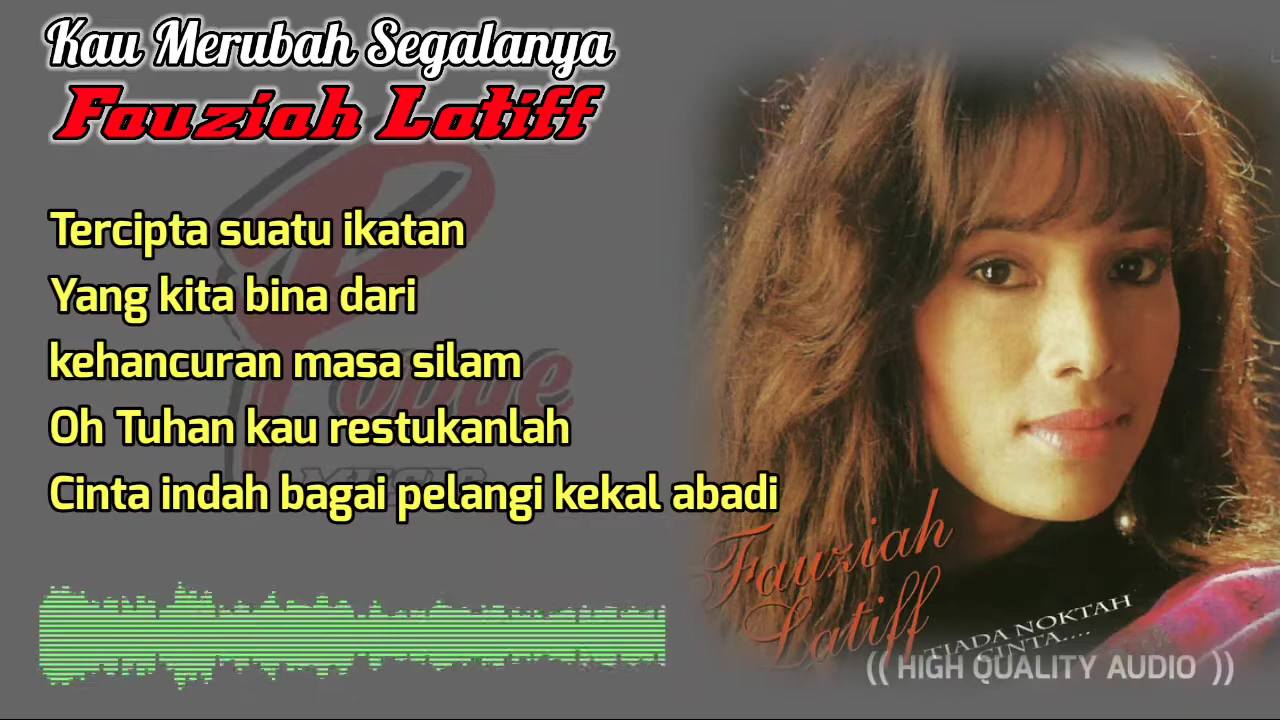 Kau Merubah Segalanya
Fauziah Latiff
Tercipta suatu ikatan
Yang kita bina dari
kehancuran masa silam
Oh Tuhan kau restukanlah
Cinta indah bagai pelangi kekal abadi
Fauziah
Latiff
TIADA NOKTAH
CINTA....
(( HIGH QUALITY AUDIO ))